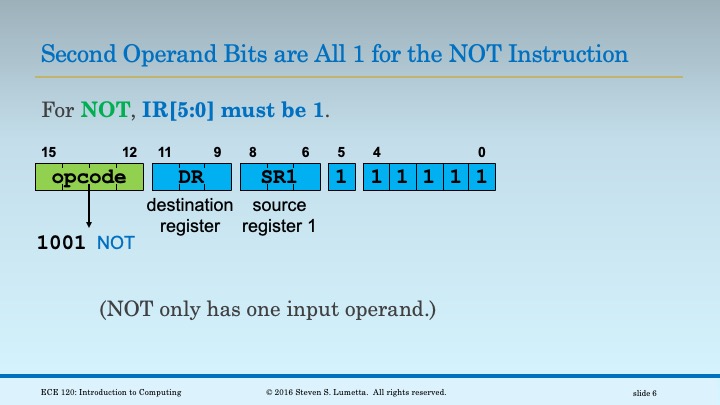 Second Operand Bits are All 1 for the NOT Instruction
For NOT, IR[5:0] must be 1.
15 12 11 9 8 6 5 4 0
opcode DR SR1 1 1 1 1 1 1
destination register source register 1
1001 NOT
(NOT only has one input operand.)
ECE 120: Introduction to Computing © 2016 Steven S. Lumetta. All rights reserved. slide 6